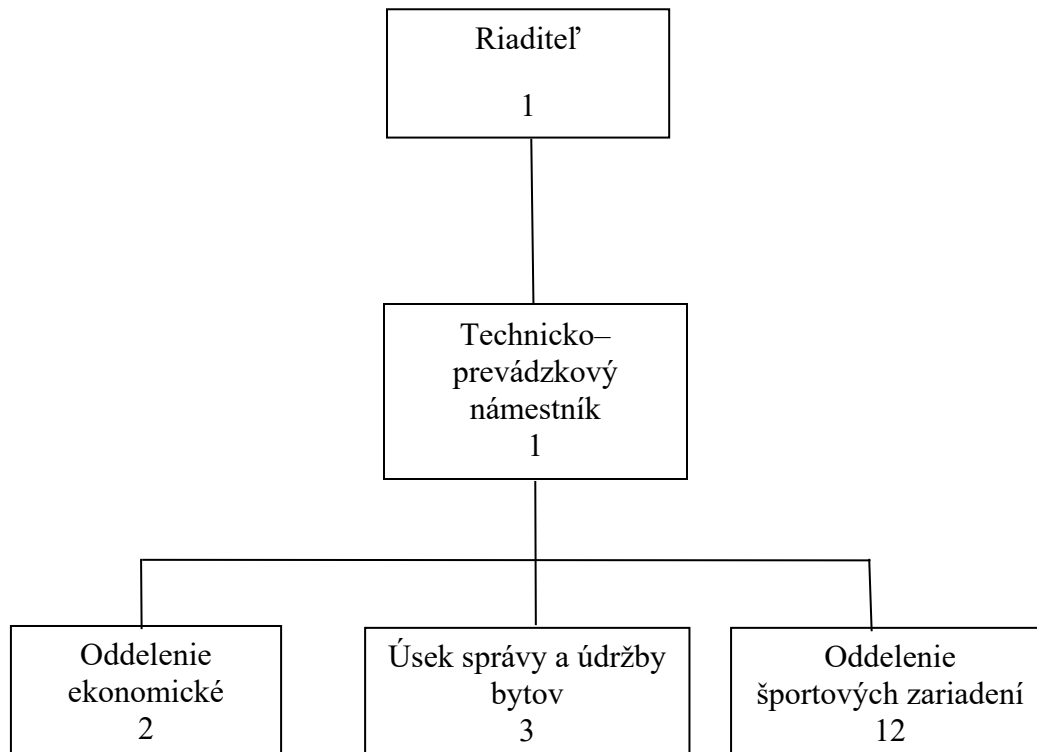 Riaditeľ
1
Technicko–
prevádzkový
námestník
1
Oddelenie
ekonomické
2
Úsek správy a údržby
bytov
3
Oddelenie
športových zariadení
12